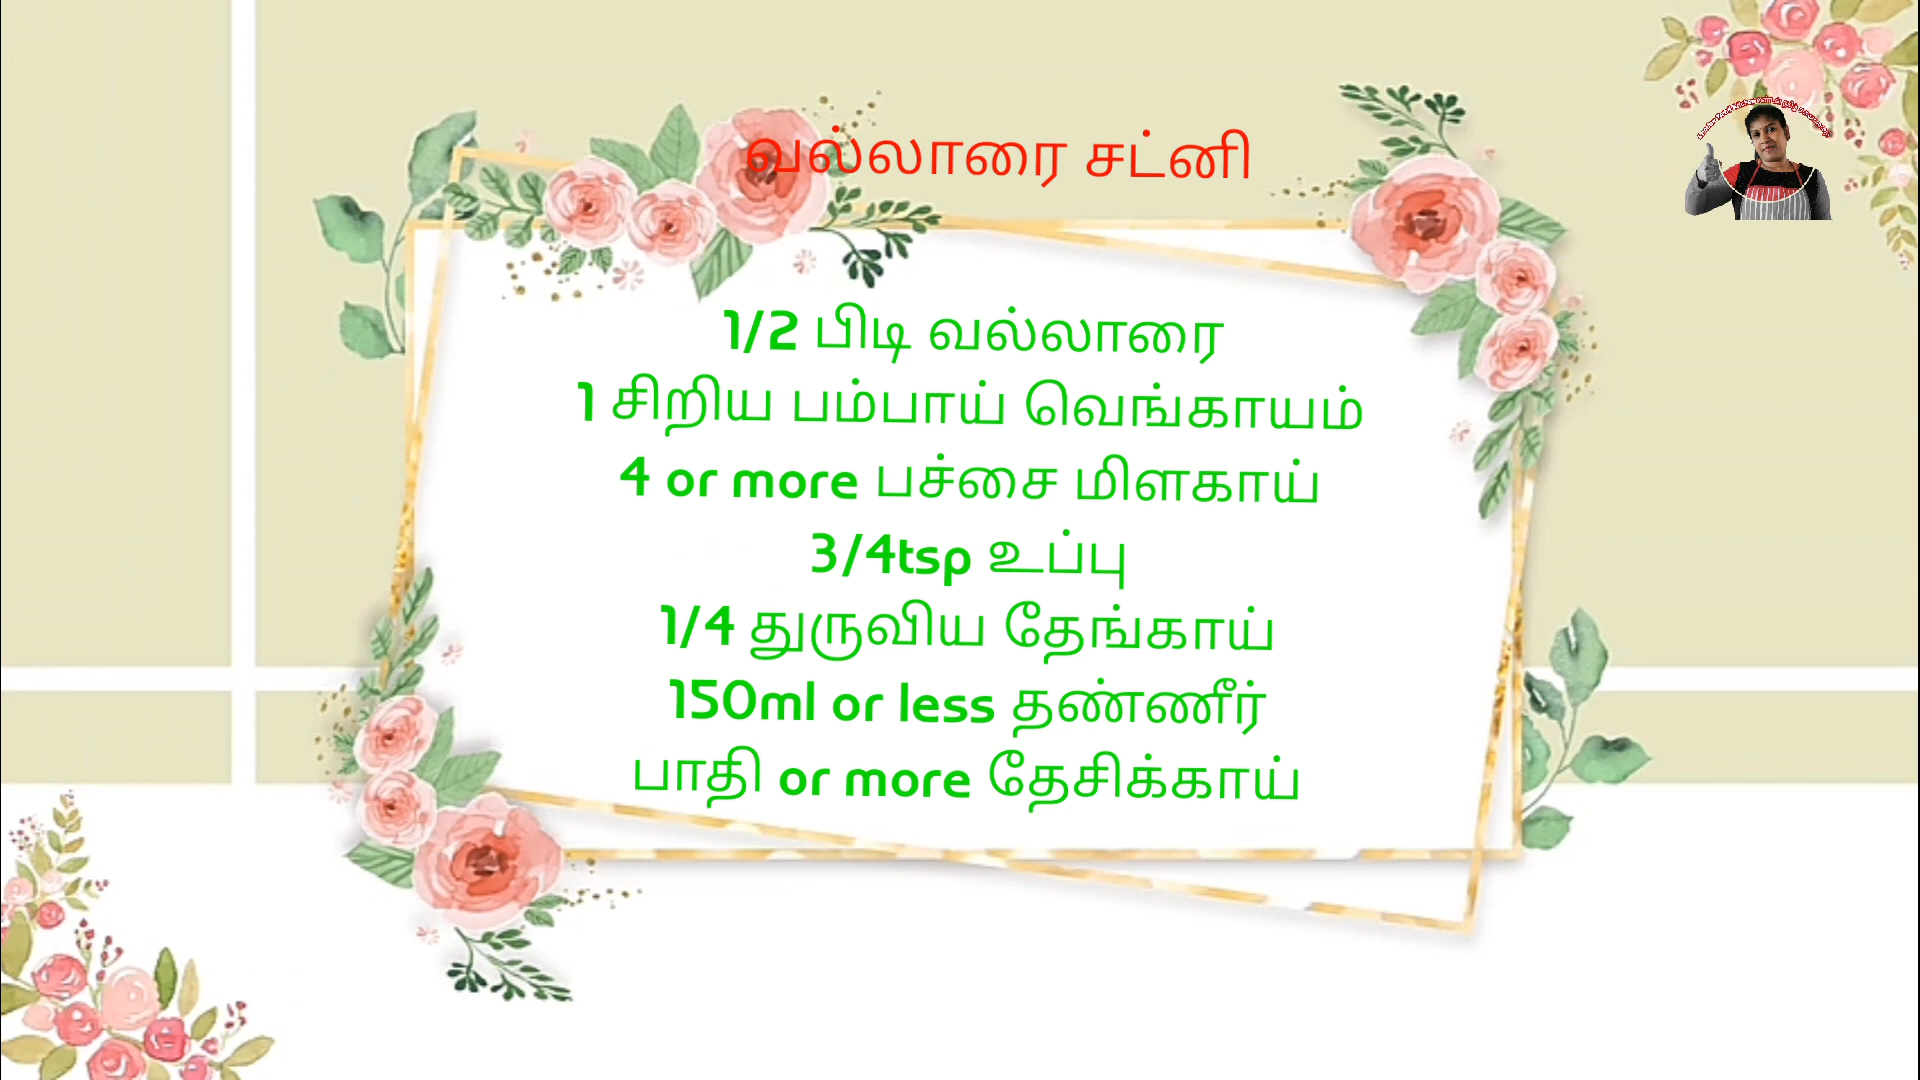 வல்லாரை சட்னி
1/2 பிடி வல்லாரை
1 சிறிய பம்பாய் வெங்காயம்
4 or more பச்சை மிளகாய்
3/4tsp உப்பு
1/4 துருவிய தேங்காய்
150ml or less தண்ணீர்
பாதி or more தேசிக்காய்